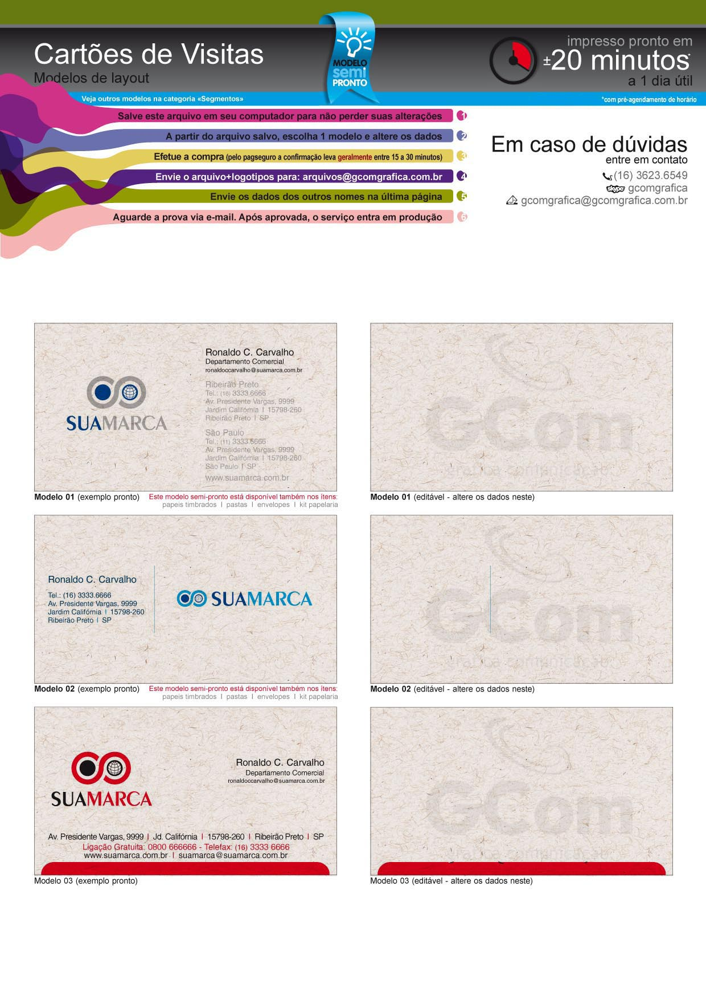 Cartões de Visitas
Modelos de layout
MODELO
semi
PRONTO
impresso pronto em
±20 minutos*
a 1 dia útil
Veja outros modelos na categoria «Segmentos»
*com pré-agendamento de horário
Salve este arquivo em seu computador para não perder suas alterações 1
A partir do arquivo salvo, escolha 1 modelo e altere os dados 2
Efetue a compra (pelo pagseguro a confirmação leva geralmente entre 15 a 30 minutos) 3
Envie o arquivo+logotipos para: arquivos@gcomgrafica.com.br 4
Envie os dados dos outros nomes na última página 5
Aguarde a prova via e-mail. Após aprovada, o serviço entra em produção 6
Em caso de dúvidas
entre em contato
(16) 3623.6549
skype gcomgrafica
gcomgrafica@gcomgrafica.com.br
SUAMARCA
Ronaldo C. Carvalho
Departamento Comercial
ronaldoccarvalho@suamarca.com.br
Ribeirão Preto
Tel.: (16) 3333.6666
Av. Presidente Vargas, 9999
Jardim Califórnia | 15798-260
Ribeirão Preto | SP
São Paulo
Tel.: (11) 3333.6666
Av. Presidente Vargas, 9999
Jardim Califórnia | 15798-260
São Paulo | SP
www.suamarca.com.br
GCom
gráfica comunicação
Modelo 01 (exemplo pronto)
Este modelo semi-pronto está disponível também nos ítens:
papeis timbrados | pastas | envelopes | kit papelaria
Modelo 01 (editável - altere os dados neste)
Ronaldo C. Carvalho
Tel.: (16) 3333.6666
Av. Presidente Vargas, 9999
Jardim Califórnia | 15798-260
Ribeirão Preto | SP
SUAMARCA
GCom
gráfica comunicação
Modelo 02 (exemplo pronto)
Este modelo semi-pronto está disponível também nos ítens:
papeis timbrados | pastas | envelopes | kit papelaria
Modelo 02 (editável - altere os dados neste)
SUAMARCA
Ronaldo C. Carvalho
Departamento Comercial
ronaldoccarvalho@suamarca.com.br
Av. Presidente Vargas, 9999 | Jd. Califórnia | 15798-260 | Ribeirão Preto | SP
Ligação Gratuita: 0800 666666 - Telefax: (16) 3333 6666
www.suamarca.com.br | suamarca@suamarca.com.br
GCom
gráfica comunicação
Modelo 03 (exemplo pronto)
Modelo 03 (editável - altere os dados neste)